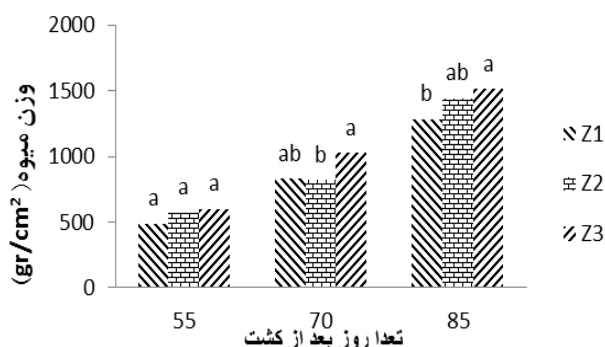 وزن میوه (gr/cm²)
2000
1500
1000
500
0
a a a
ab b a
b ab a
55 70 85
تعدا روز بعد از کشت
Z1
Z2
Z3